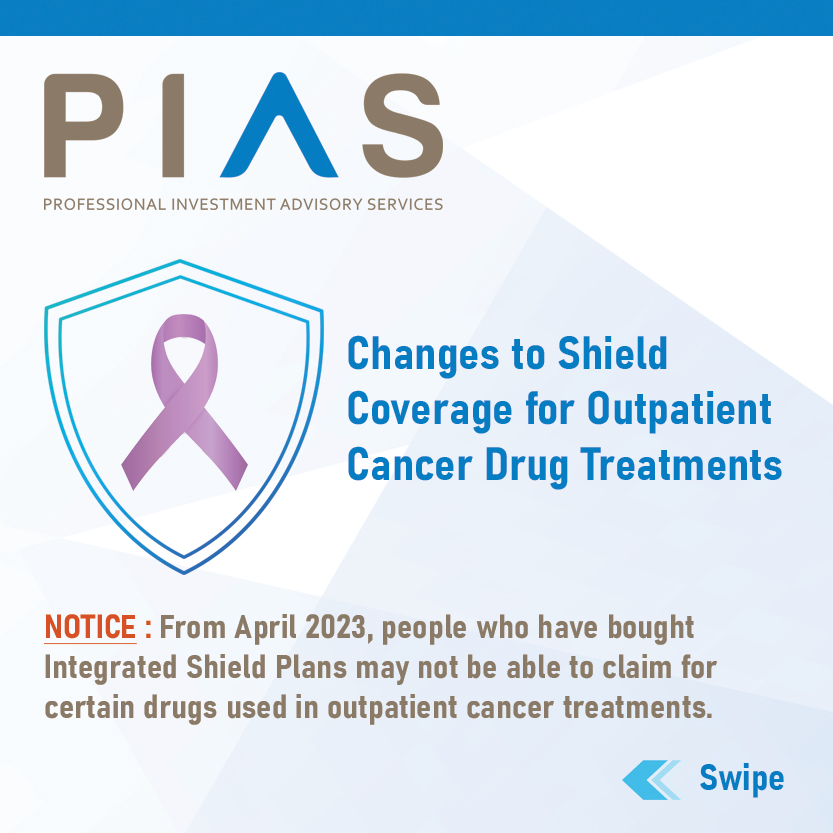 PIAS
PROFESSIONAL INVESTMENT ADVISORY SERVICES
Changes to Shield
Coverage for Outpatient
Cancer Drug Treatments
NOTICE : From April 2023, people who have bought
Integrated Shield Plans may not be able to claim for
certain drugs used in outpatient cancer treatments.
Swipe